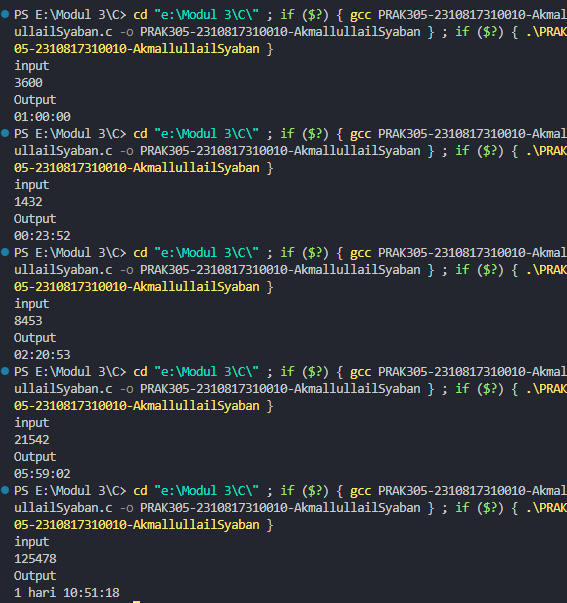 PS E:\Modul 3\C> cd "e:\Modul 3\C\" ; if ($?) { gcc PRAK305-2310817310010-Akmal
ullailSyaban.c -o PRAK305-2310817310010-AkmallullailSyaban } ; if ($?) { .\PRAK
05-2310817310010-AkmallullailSyaban }
input
3600
Output
01:00:00
PS E:\Modul 3\C> cd "e:\Modul 3\C\" ; if ($?) { gcc PRAK305-2310817310010-Akmal
ullailSyaban.c -o PRAK305-2310817310010-AkmallullailSyaban } ; if ($?) { .\PRAK
05-2310817310010-AkmallullailSyaban }
input
1432
Output
00:23:52
PS E:\Modul 3\C> cd "e:\Modul 3\C\" ; if ($?) { gcc PRAK305-2310817310010-Akmal
ullailSyaban.c -o PRAK305-2310817310010-AkmallullailSyaban } ; if ($?) { .\PRAK
05-2310817310010-AkmallullailSyaban }
input
8453
Output
02:20:53
PS E:\Modul 3\C> cd "e:\Modul 3\C\" ; if ($?) { gcc PRAK305-2310817310010-Akmal
ullailSyaban.c -o PRAK305-2310817310010-AkmallullailSyaban } ; if ($?) { .\PRAK
05-2310817310010-AkmallullailSyaban }
input
21542
Output
05:59:02
PS E:\Modul 3\C> cd "e:\Modul 3\C\" ; if ($?) { gcc PRAK305-2310817310010-Akmal
ullailSyaban.c -o PRAK305-2310817310010-AkmallullailSyaban } ; if ($?) { .\PRAK
05-2310817310010-AkmallullailSyaban }
input
125478
Output
1 hari 10:51:18